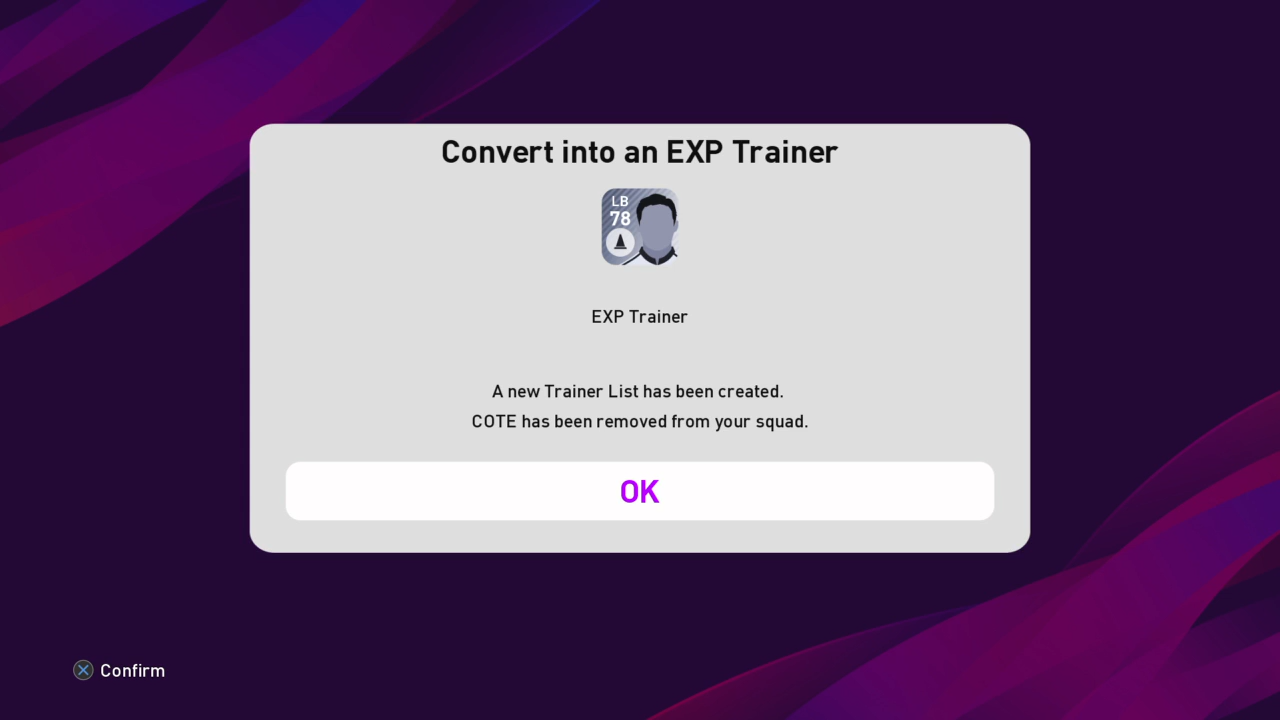 Convert into an EXP Trainer
LB
78
EXP Trainer
A new Trainer List has been created.
COTE has been removed from your squad.
OK
Confirm